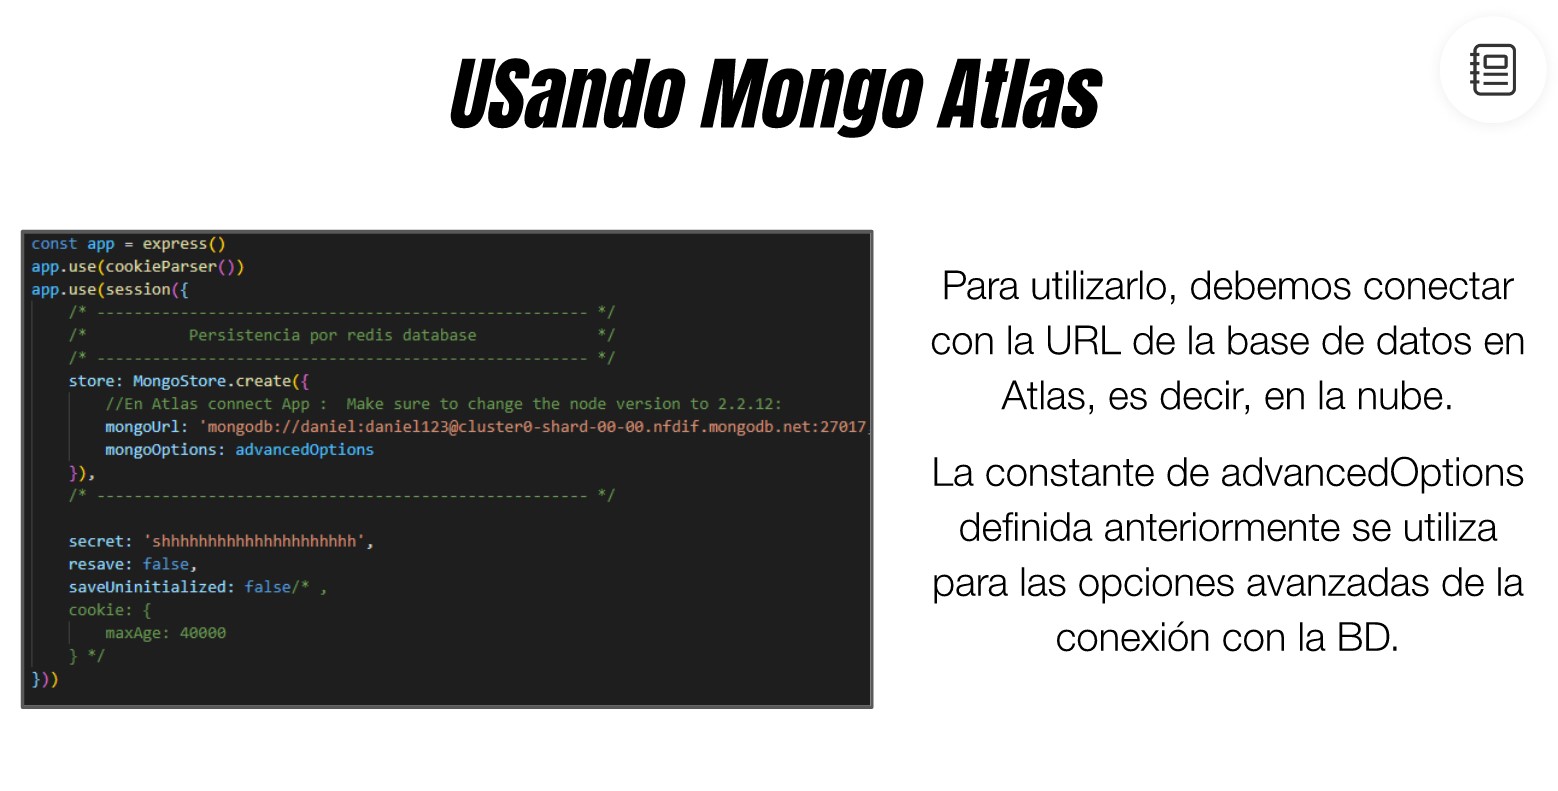 USando Mongo Atlas
const app = express()
app.use(cookieParser())
app.use(session({
/* ----------------------------------------------------- */
/*           Persistencia por redis database             */
/* ----------------------------------------------------- */
store: MongoStore.create({
//En Atlas connect App :  Make sure to change the node version to 2.2.12:
mongoUrl: 'mongodb://daniel:daniel123@cluster0-shard-00-00.nfdif.mongodb.net:27017,
mongoOptions: advancedOptions
}),
/* ----------------------------------------------------- */
secret: 'shhhhhhhhhhhhhhhhhhhhh',
resave: false,
saveUninitialized: false/* ,
cookie: {
maxAge: 40000
} */
}))
Para utilizarlo, debemos conectar
con la URL de la base de datos en
Atlas, es decir, en la nube.
La constante de advancedOptions
definida anteriormente se utiliza
para las opciones avanzadas de la
conexión con la BD.